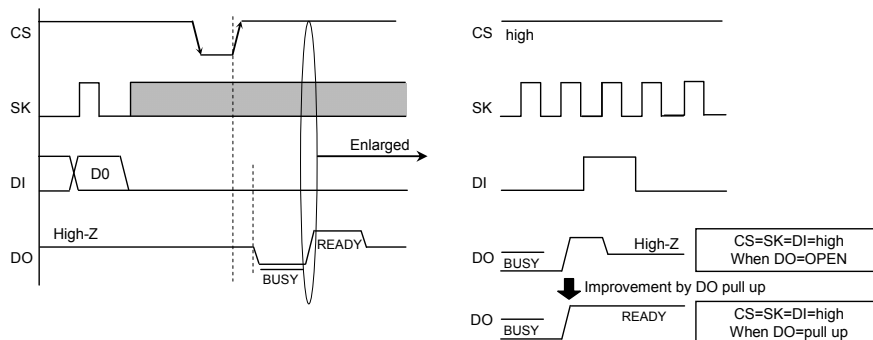 CS
SK
DI
D0
DO
High-Z
BUSY
READY
Enlarged
CS
high
SK
DI
DO
BUSY
High-Z
CS=SK=DI=high
When DO=OPEN
Improvement by DO pull up
DO
BUSY
READY
CS=SK=DI=high
When DO=pull up